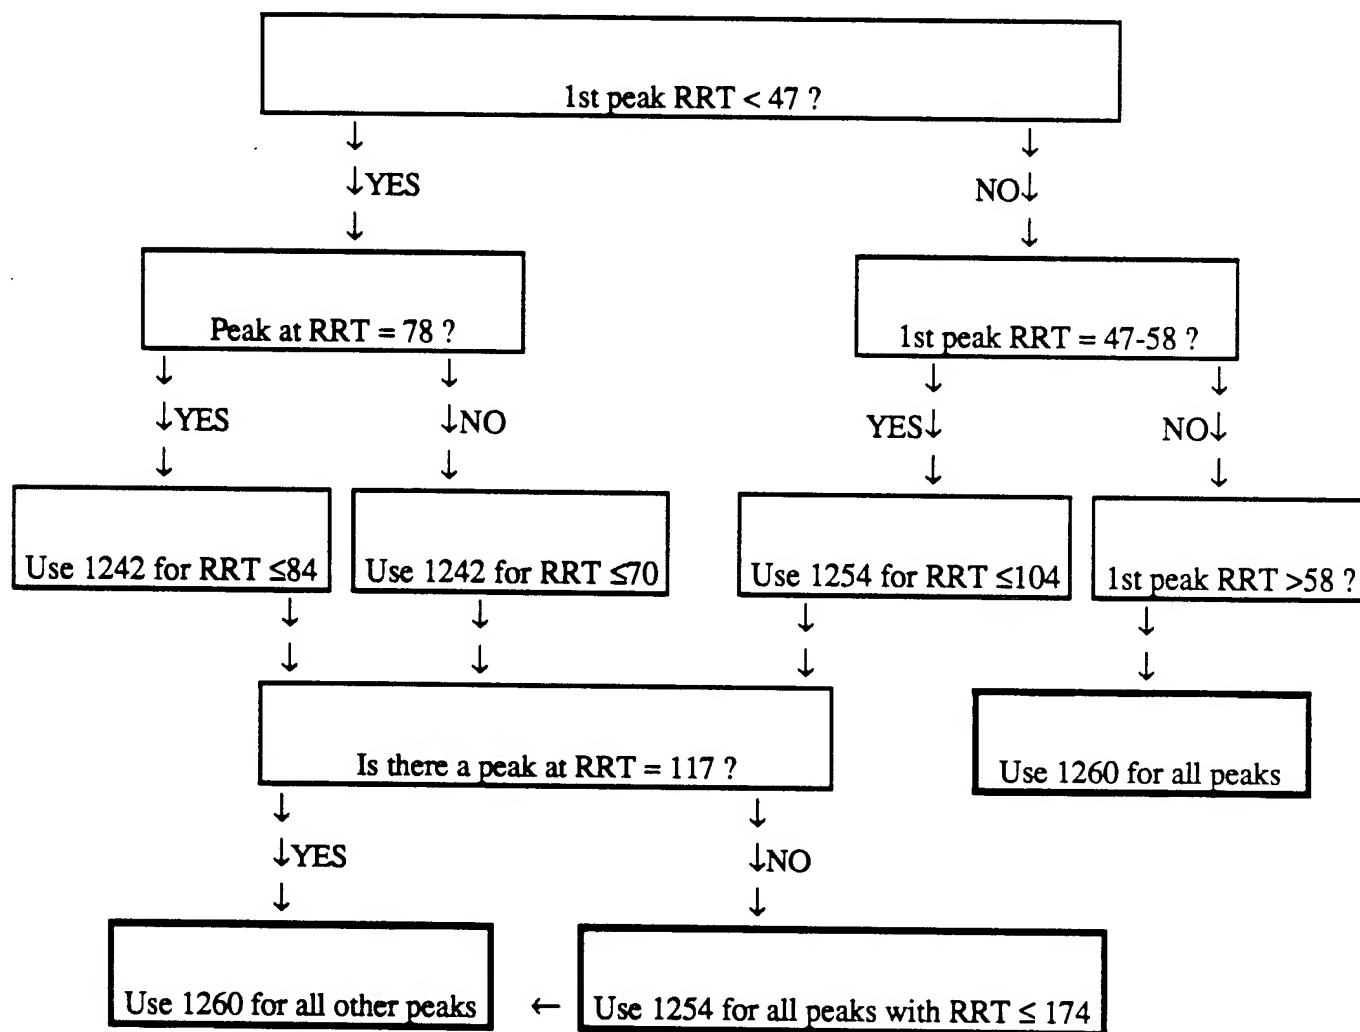 1st peak RRT < 47 ?
↓ ↓
↓YES NO↓
↓ ↓
Peak at RRT = 78 ? 1st peak RRT = 47-58 ?
↓ ↓ ↓ ↓
↓YES ↓NO YES↓ NO↓
↓ ↓ ↓ ↓
Use 1242 for RRT ≤84 Use 1242 for RRT ≤70 Use 1254 for RRT ≤104 1st peak RRT >58 ?
↓ ↓ ↓ ↓
↓ ↓ ↓ ↓
Is there a peak at RRT = 117 ? Use 1260 for all peaks
↓ ↓
↓YES ↓NO
↓ ↓
Use 1260 for all other peaks ← Use 1254 for all peaks with RRT ≤ 174